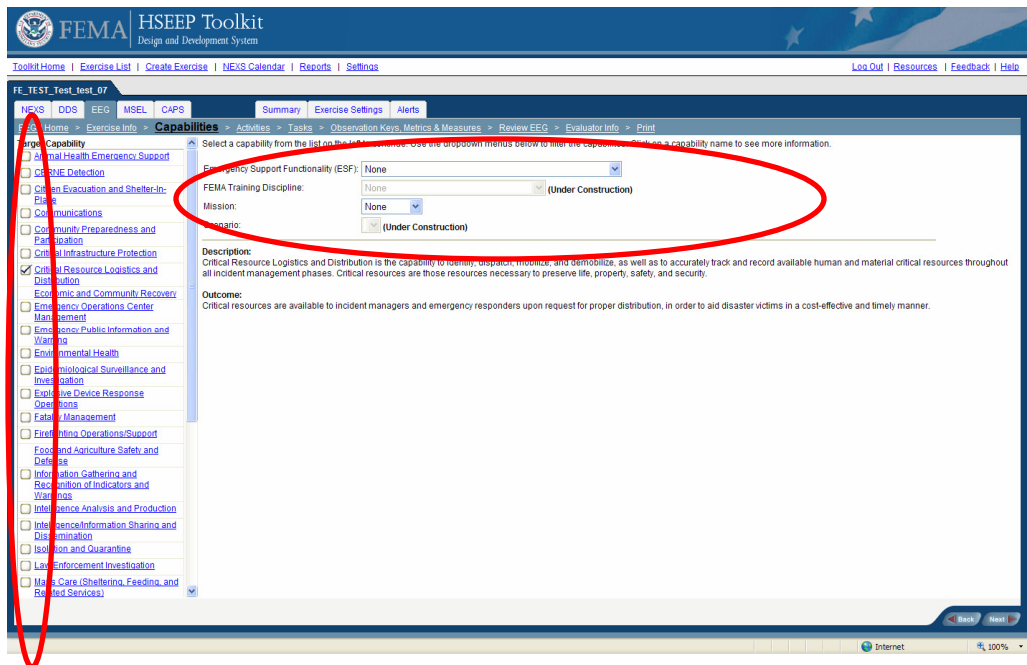 FEMA
HSEEP Toolkit
Design and Development System
Toolkit Home | Exercise List | Create Exercise | NEXS Calendar | Reports | Settings
Log Out | Resources | Feedback | Help
FE_TEST_Test_test_07
NEXS DDS EEG MSEL CAPS Summary Exercise Settings Alerts
EEG Home > Exercise Info > Capabilities > Activities > Tasks > Observation Keys, Metrics & Measures > Review EEG > Evaluator Info > Print
Target Capability
Animal Health Emergency Support
CBRNE Detection
Citizen Evacuation and Shelter-In-
Place
Communications
Community Preparedness and
Participation
Critical Infrastructure Protection
Critical Resource Logistics and
Distribution
Economic and Community Recovery
Emergency Operations Center
Management
Emergency Public Information and
Warning
Environmental Health
Epidemiological Surveillance and
Investigation
Explosive Device Response
Operations
Fatality Management
Firefighting Operations/Support
Food and Agriculture Safety and
Defense
Information Gathering and
Recognition of Indicators and
Warnings
Intelligence Analysis and Production
Intelligence/Information Sharing and
Dissemination
Isolation and Quarantine
Law Enforcement Investigation
Mass Care (Sheltering, Feeding, and
Related Services)
Select a capability from the list on the left to continue. Use the dropdown menus below to filter the capabilities. Click on a capability name to see more information.
Emergency Support Functionality (ESF): None
FEMA Training Discipline: None (Under Construction)
Mission: None
Scenario: (Under Construction)
Description:
Critical Resource Logistics and Distribution is the capability to identify, dispatch, mobilize, and demobilize, as well as to accurately track and record available human and material critical resources throughout
all incident management phases. Critical resources are those resources necessary to preserve life, property, safety, and security.
Outcome:
Critical resources are available to incident managers and emergency responders upon request for proper distribution, in order to aid disaster victims in a cost-effective and timely manner.
Back Next
Internet 100%